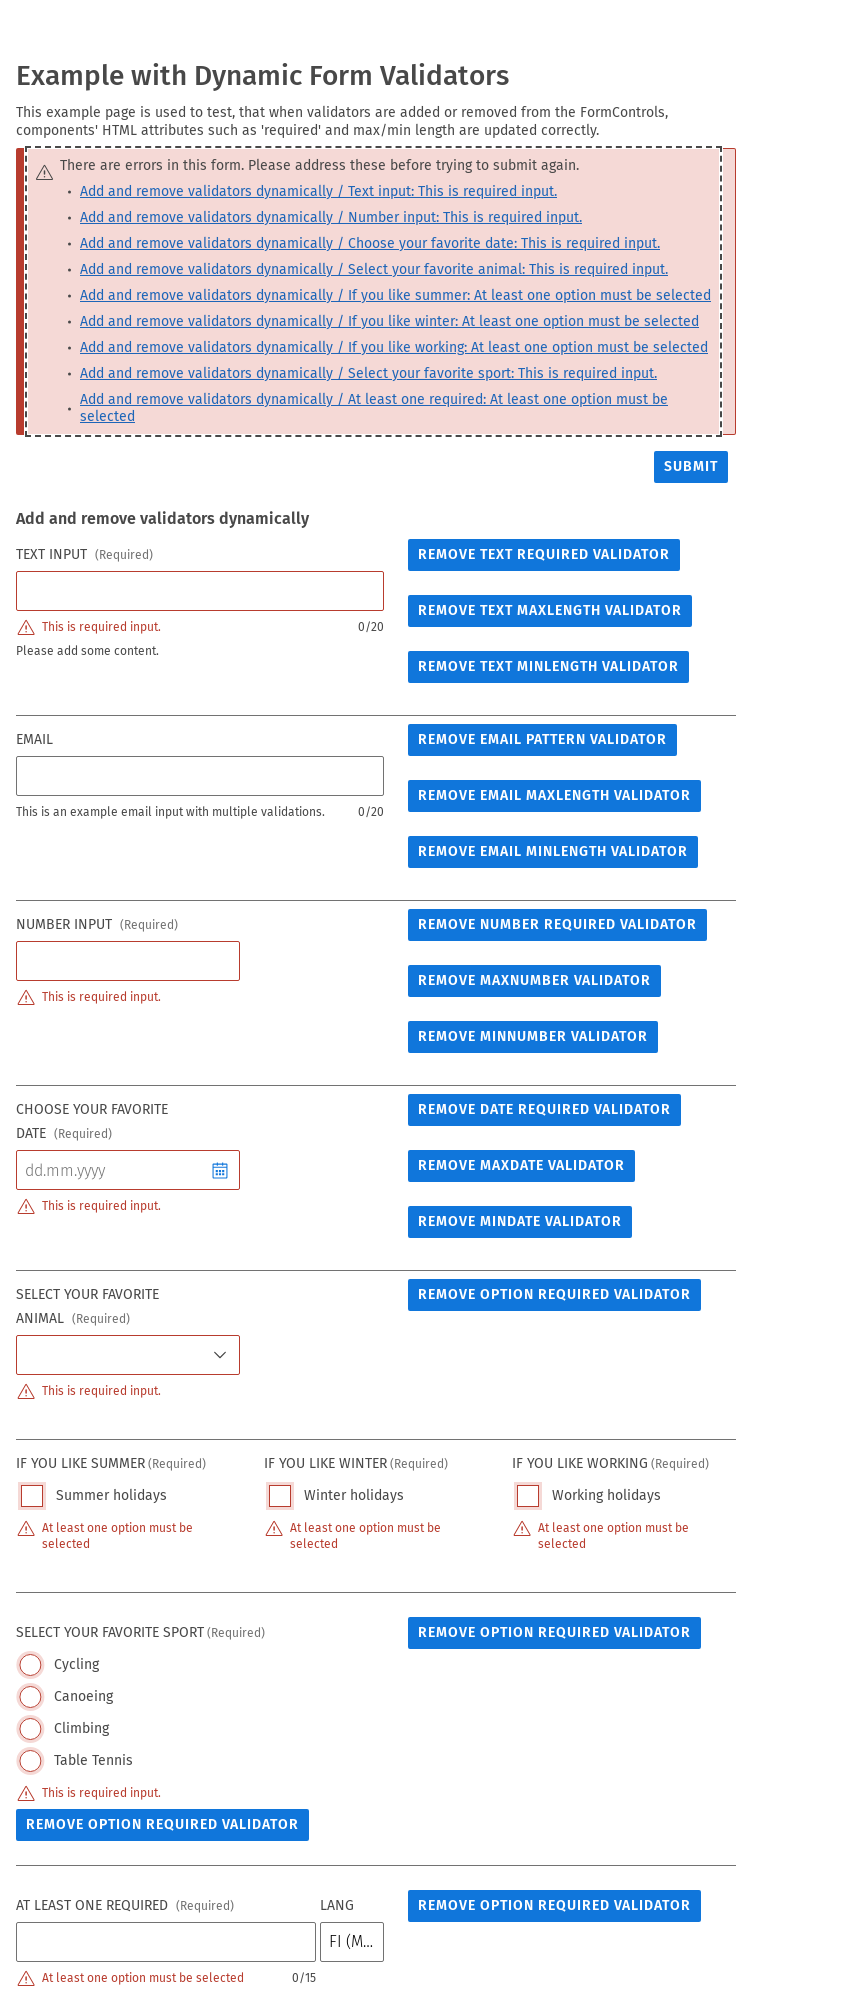 Example with Dynamic Form Validators
This example page is used to test, that when validators are added or removed from the FormControls,
components' HTML attributes such as 'required' and max/min length are updated correctly.
There are errors in this form. Please address these before trying to submit again.
Add and remove validators dynamically / Text input: This is required input.
Add and remove validators dynamically / Number input: This is required input.
Add and remove validators dynamically / Choose your favorite date: This is required input.
Add and remove validators dynamically / Select your favorite animal: This is required input.
Add and remove validators dynamically / If you like summer: At least one option must be selected
Add and remove validators dynamically / If you like winter: At least one option must be selected
Add and remove validators dynamically / If you like working: At least one option must be selected
Add and remove validators dynamically / Select your favorite sport: This is required input.
Add and remove validators dynamically / At least one required: At least one option must be
selected
SUBMIT
Add and remove validators dynamically
TEXT INPUT (Required)
REMOVE TEXT REQUIRED VALIDATOR
REMOVE TEXT MAXLENGTH VALIDATOR
This is required input. 0/20
Please add some content.
REMOVE TEXT MINLENGTH VALIDATOR
EMAIL
REMOVE EMAIL PATTERN VALIDATOR
REMOVE EMAIL MAXLENGTH VALIDATOR
This is an example email input with multiple validations. 0/20
REMOVE EMAIL MINLENGTH VALIDATOR
NUMBER INPUT (Required)
REMOVE NUMBER REQUIRED VALIDATOR
REMOVE MAXNUMBER VALIDATOR
This is required input.
REMOVE MINNUMBER VALIDATOR
CHOOSE YOUR FAVORITE
DATE (Required)
REMOVE DATE REQUIRED VALIDATOR
dd.mm.yyyy
REMOVE MAXDATE VALIDATOR
This is required input.
REMOVE MINDATE VALIDATOR
SELECT YOUR FAVORITE
ANIMAL (Required)
REMOVE OPTION REQUIRED VALIDATOR
This is required input.
IF YOU LIKE SUMMER (Required)
Summer holidays
At least one option must be
selected
IF YOU LIKE WINTER (Required)
Winter holidays
At least one option must be
selected
IF YOU LIKE WORKING (Required)
Working holidays
At least one option must be
selected
SELECT YOUR FAVORITE SPORT (Required)
REMOVE OPTION REQUIRED VALIDATOR
Cycling
Canoeing
Climbing
Table Tennis
This is required input.
REMOVE OPTION REQUIRED VALIDATOR
AT LEAST ONE REQUIRED (Required)
LANG
REMOVE OPTION REQUIRED VALIDATOR
FI (M...
At least one option must be selected 0/15